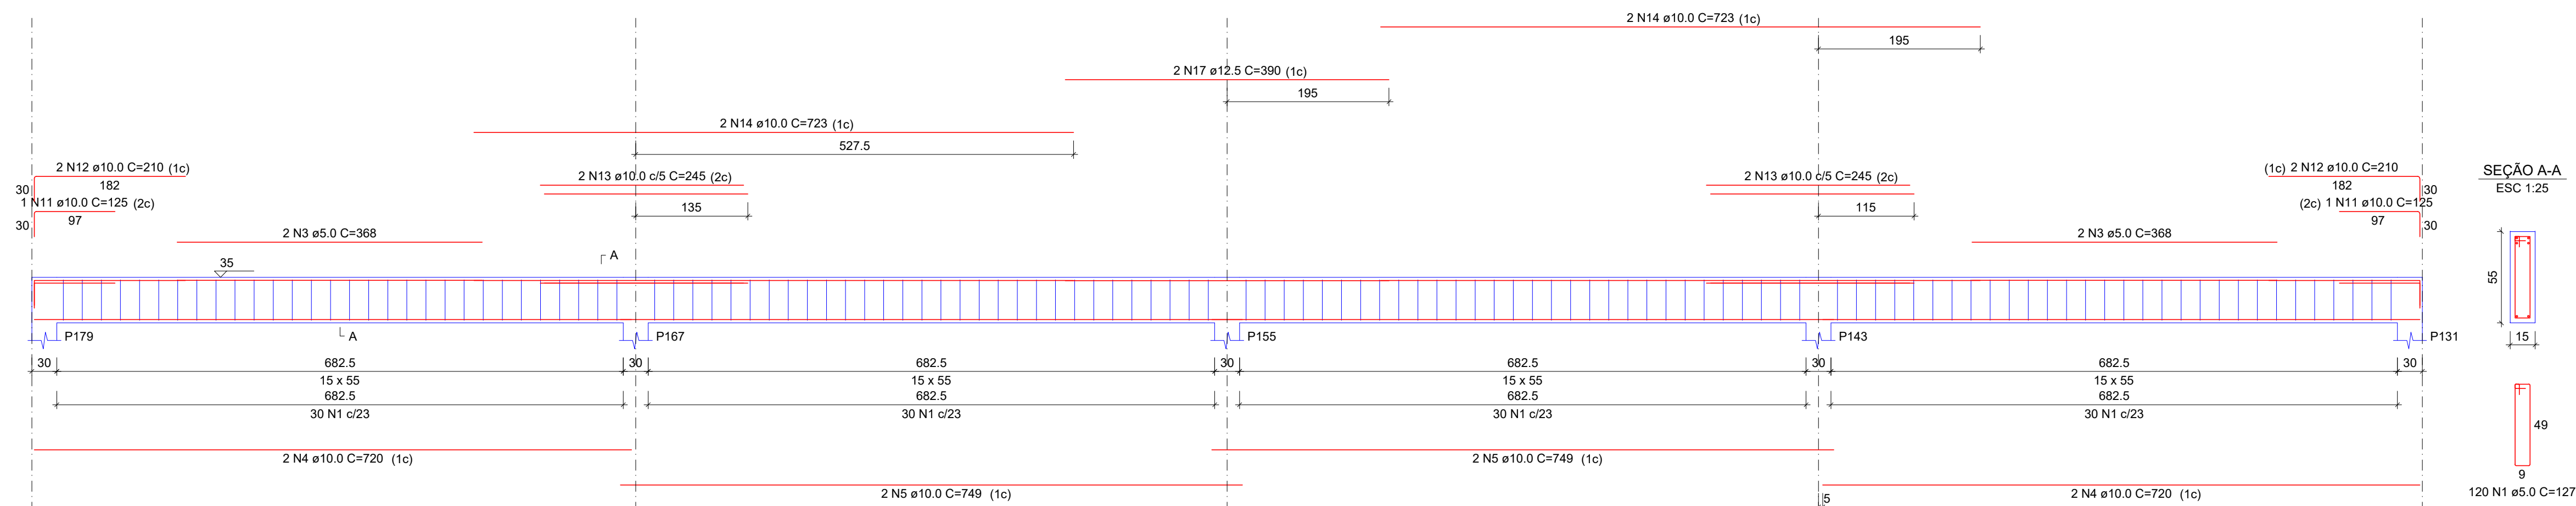 2 N14 ø10.0 C=723 (1c)
195
2 N17 ø12.5 C=390 (1c)
195
2 N14 ø10.0 C=723 (1c)
527.5
2 N12 ø10.0 C=210 (1c)
30
182
1 N11 ø10.0 C=125 (2c)
30
97
2 N13 ø10.0 c/5 C=245 (2c)
135
2 N13 ø10.0 c/5 C=245 (2c)
115
(1c) 2 N12 ø10.0 C=210
182
30
(2c) 1 N11 ø10.0 C=125
97
30
2 N3 ø5.0 C=368
2 N3 ø5.0 C=368
35
A
A
P179
P167
P155
P143
P131
30
682.5
30
682.5
30
682.5
30
682.5
30
15 x 55
15 x 55
15 x 55
15 x 55
682.5
682.5
682.5
682.5
30 N1 c/23
30 N1 c/23
30 N1 c/23
30 N1 c/23
2 N4 ø10.0 C=720 (1c)
2 N5 ø10.0 C=749 (1c)
2 N5 ø10.0 C=749 (1c)
2 N4 ø10.0 C=720 (1c)
5
SEÇÃO A-A
ESC 1:25
55
15
49
9
120 N1 ø5.0 C=127